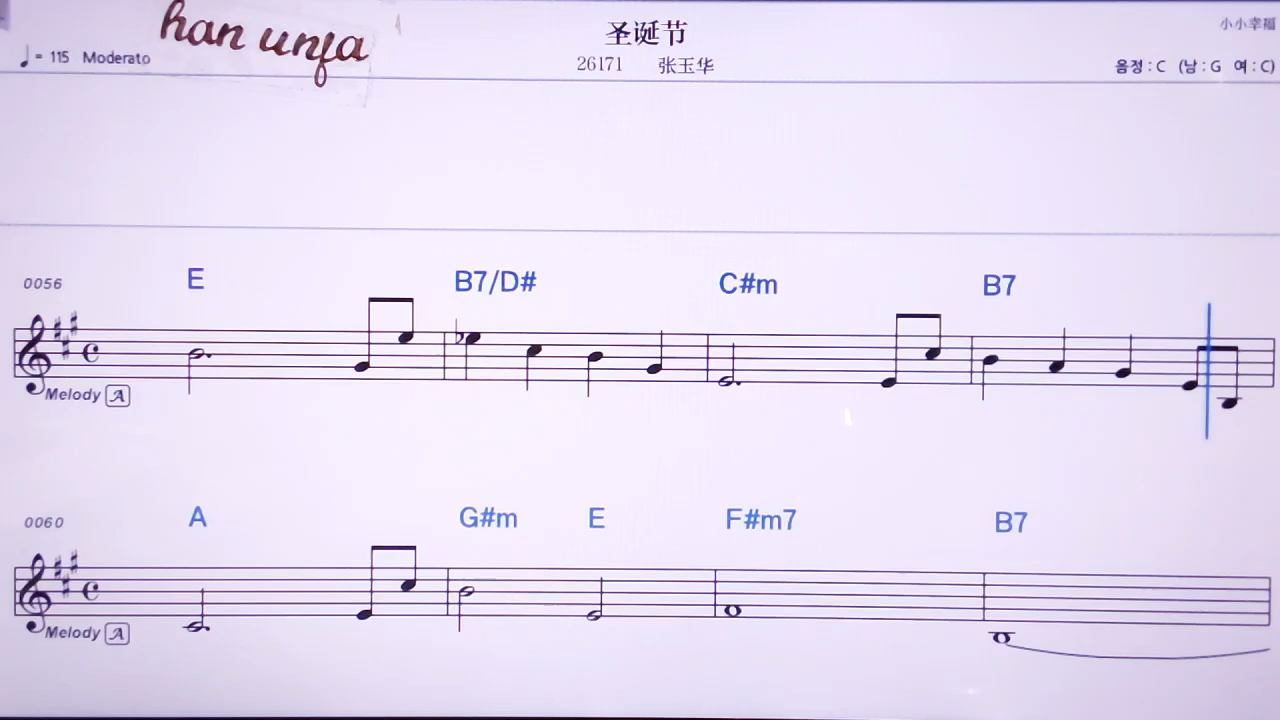 han unja
圣诞节
小小幸福
♩= 115 Moderato
26171 张玉华
음정 : C (남 : G 여 : C)
0056 E B7/D# C#m B7
Melody A
0060 A G#m E F#m7 B7
Melody A